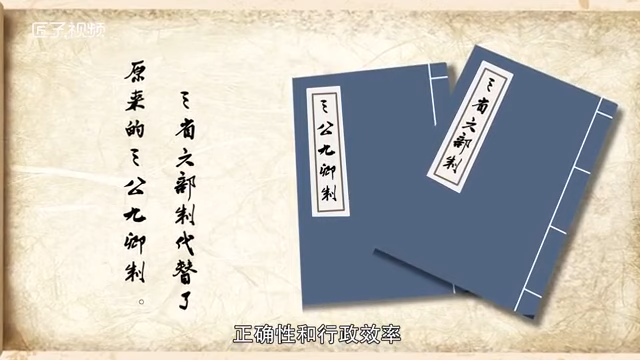 匠子视频
三省六部制代替了
原来的三公九卿制。
三公九卿制
三省六部制
正确性和行政效率